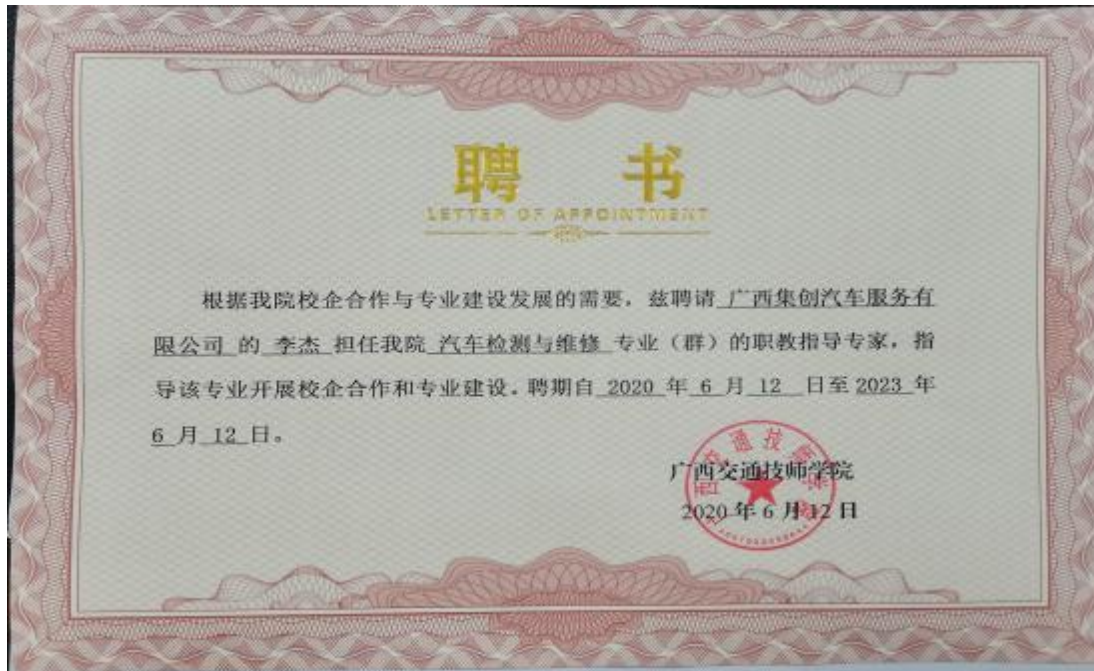 聘 书
LETTER OF APPOINTMENT
根据我院校企合作与专业建设发展的需要，兹聘请 广西集创汽车服务有
限公司 的 李杰 担任我院 汽车检测与维修 专业（群）的职教指导专家，指
导该专业开展校企合作和专业建设。聘期自 2020 年 6 月 12 日至 2023 年
6 月 12 日。
广西交通技师学院
2020 年 6 月 12 日